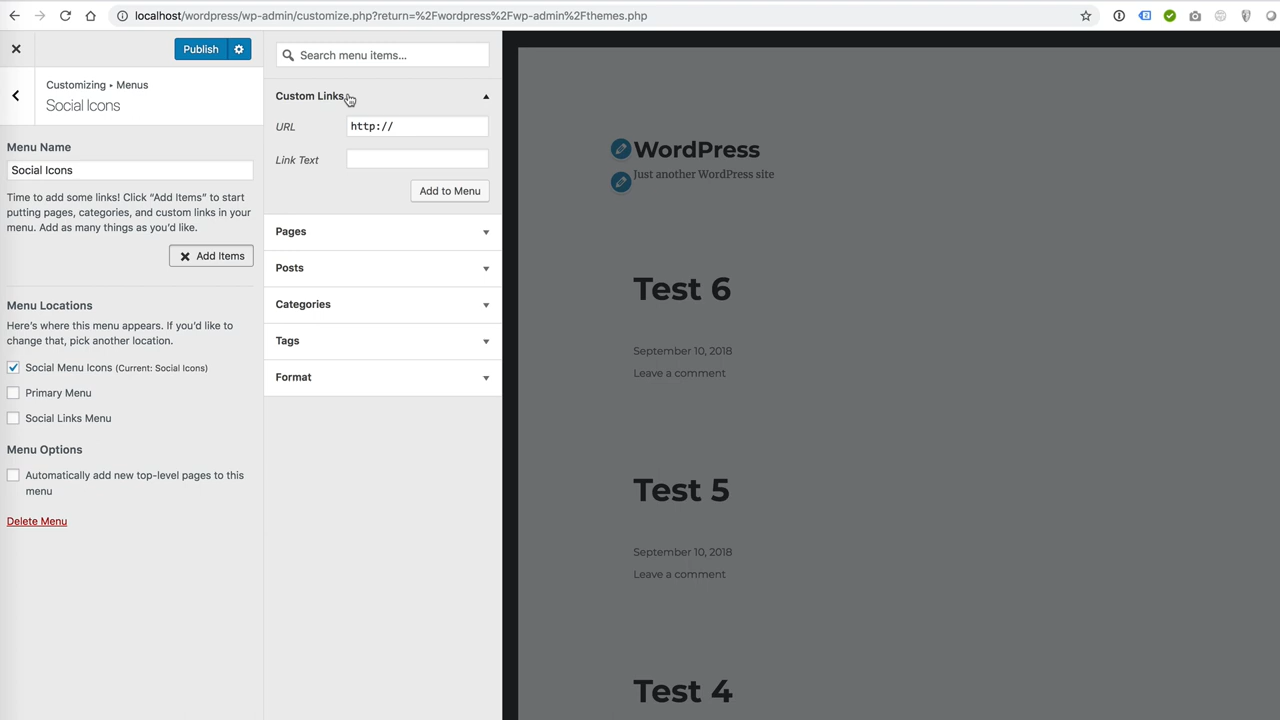 localhost/wordpress/wp-admin/customize.php?return=%2Fwordpress%2Fwp-admin%2Fthemes.php
Publish
Customizing • Menus
Social Icons
Menu Name
Social Icons
Time to add some links! Click “Add Items” to start
putting pages, categories, and custom links in your
menu. Add as many things as you’d like.
Add Items
Menu Locations
Here’s where this menu appears. If you’d like to
change that, pick another location.
Social Menu Icons (Current: Social Icons)
Primary Menu
Social Links Menu
Menu Options
Automatically add new top-level pages to this
menu
Delete Menu
Search menu items...
Custom Links
URL
http://
Link Text
Add to Menu
Pages
Posts
Categories
Tags
Format
WordPress
Just another WordPress site
Test 6
September 10, 2018
Leave a comment
Test 5
September 10, 2018
Leave a comment
Test 4